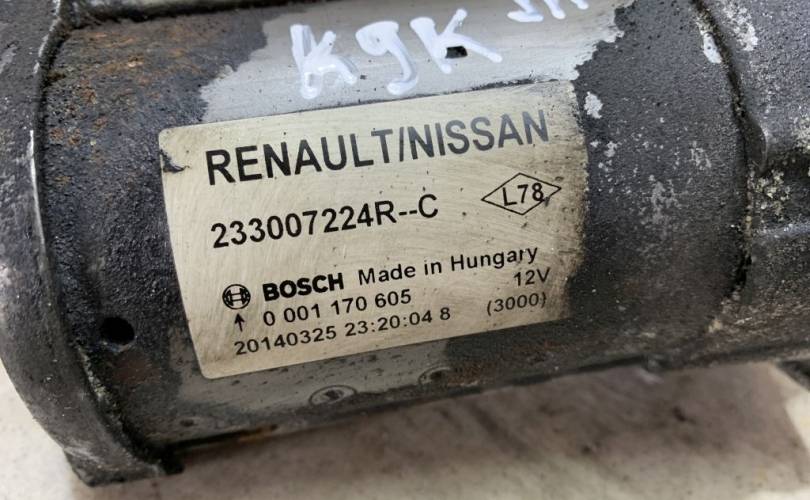 K9K
RENAULT/NISSAN
233007224R--C
L78
BOSCH Made in Hungary
0 001 170 605 12V
20140325 23:20:04 8 (3000)